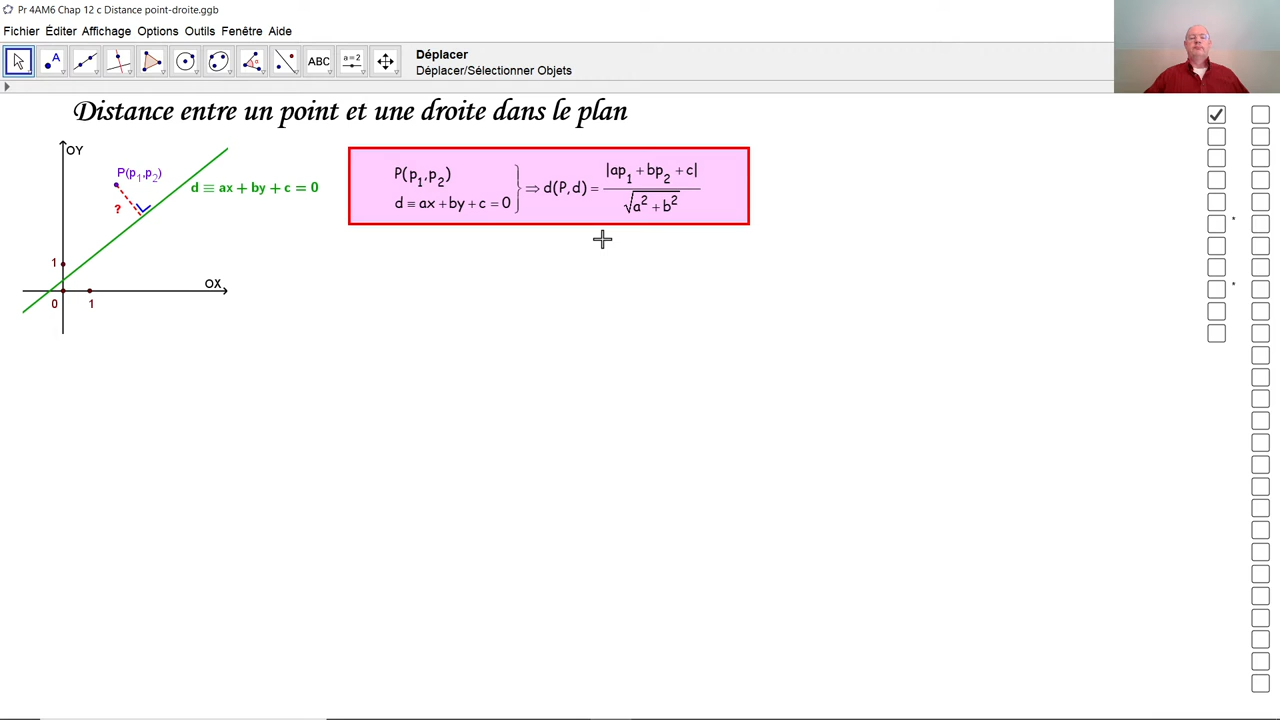 Pr 4AM6 Chap 12 c Distance point-droite.ggb
Fichier Éditer Affichage Options Outils Fenêtre Aide
A ABC a=2
Déplacer
Déplacer/Sélectionner Objets
Distance entre un point et une droite dans le plan
OY
P(p₁,p₂)
d ≡ ax + by + c = 0
?
1
OX
0 1
P(p₁,p₂)
d ≡ ax + by + c = 0 } ⇒ d(P,d) = |ap₁ + bp₂ + c| / √(a² + b²)
*
*